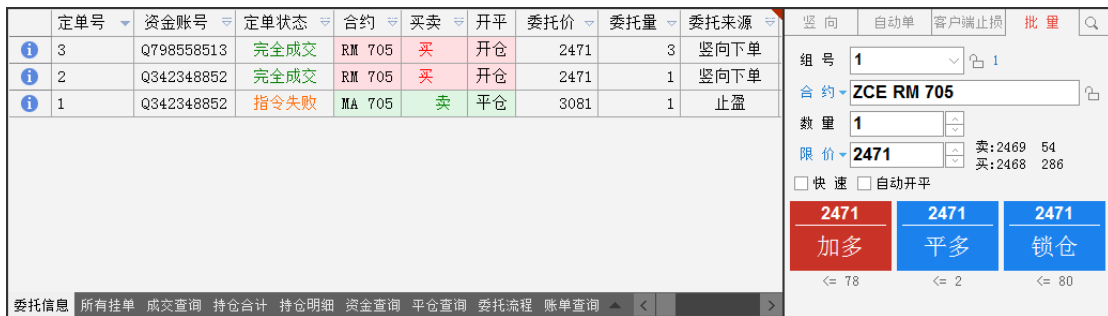 定单号 资金账号 定单状态 合约 买卖 开平 委托价 委托量 委托来源
3 Q798558513 完全成交 RM 705 买 开仓 2471 3 竖向下单
2 Q342348852 完全成交 RM 705 买 开仓 2471 1 竖向下单
1 Q342348852 指令失败 MA 705 卖 平仓 3081 1 止盈
委托信息 所有挂单 成交查询 持仓合计 持仓明细 资金查询 平仓查询 委托流程 账单查询
竖向 自动单 客户端止损 批量
组号 1 1
合约 ZCE RM 705
数量 1
限价 2471 卖:2469 54
买:2468 286
快速 自动开平
2471 2471 2471
加多 平多 锁仓
<= 78 <= 2 <= 80